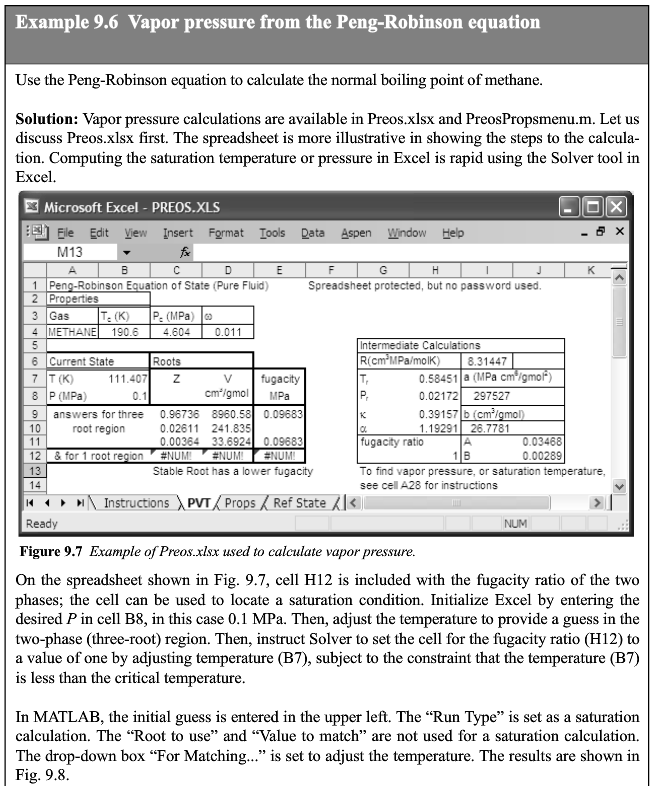 Example 9.6 Vapor pressure from the Peng-Robinson equation
Use the Peng-Robinson equation to calculate the normal boiling point of methane.
Solution: Vapor pressure calculations are available in Preos.xlsx and PreosPropsmenu.m. Let us
discuss Preos.xlsx first. The spreadsheet is more illustrative in showing the steps to the calcula-
tion. Computing the saturation temperature or pressure in Excel is rapid using the Solver tool in
Excel.
Microsoft Excel - PREOS.XLS
File Edit View Insert Format Tools Data Aspen Window Help
M13 fx
A B C D E F G H I J K
1 Peng-Robinson Equation of State (Pure Fluid) Spreadsheet protected, but no password used.
2 Properties
3 Gas Tc (K) Pc (MPa) ω
4 METHANE 190.6 4.604 0.011
5 Intermediate Calculations
6 Current State Roots R(cm³MPa/molK) 8.31447
7 T (K) 111.407 Z V fugacity Tr 0.58451 a (MPa cm⁶/gmol²)
8 P (MPa) 0.1 cm³/gmol MPa Pr 0.02172 297527
9 answers for three 0.96736 8960.58 0.09683 κ 0.39157 b (cm³/gmol)
10 root region 0.02611 241.835 α 1.19291 26.7781
11 0.00364 33.6924 0.09683 fugacity ratio A 0.03468
12 & for 1 root region #NUM! #NUM! #NUM! 1 B 0.00289
13 Stable Root has a lower fugacity To find vapor pressure, or saturation temperature,
14 see cell A28 for instructions
Instructions PVT Props Ref State
Ready NUM
Figure 9.7 Example of Preos.xlsx used to calculate vapor pressure.
On the spreadsheet shown in Fig. 9.7, cell H12 is included with the fugacity ratio of the two
phases; the cell can be used to locate a saturation condition. Initialize Excel by entering the
desired P in cell B8, in this case 0.1 MPa. Then, adjust the temperature to provide a guess in the
two-phase (three-root) region. Then, instruct Solver to set the cell for the fugacity ratio (H12) to
a value of one by adjusting temperature (B7), subject to the constraint that the temperature (B7)
is less than the critical temperature.
In MATLAB, the initial guess is entered in the upper left. The “Run Type” is set as a saturation
calculation. The “Root to use” and “Value to match” are not used for a saturation calculation.
The drop-down box “For Matching...” is set to adjust the temperature. The results are shown in
Fig. 9.8.